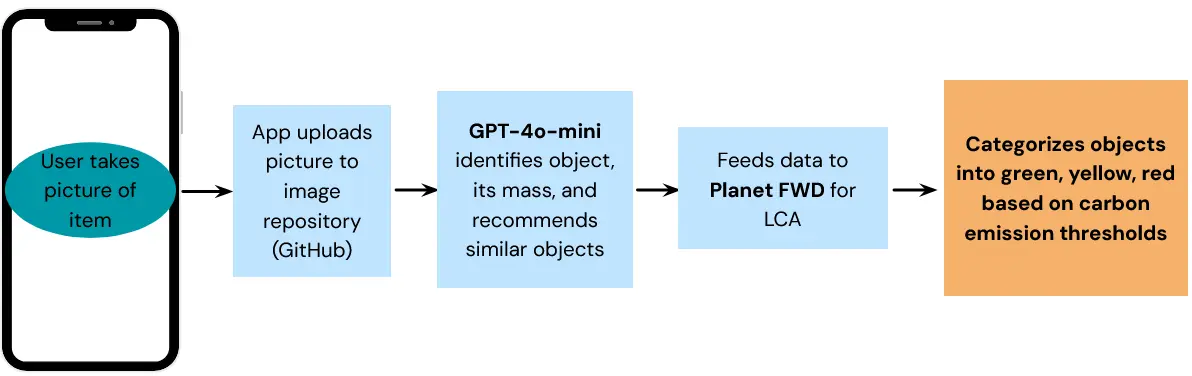 User takes
picture of
item
App uploads
picture to
image
repository
(GitHub)
GPT-4o-mini
identifies object,
its mass, and
recommends
similar objects
Feeds data to
Planet FWD for
LCA
Categorizes objects
into green, yellow, red
based on carbon
emission thresholds